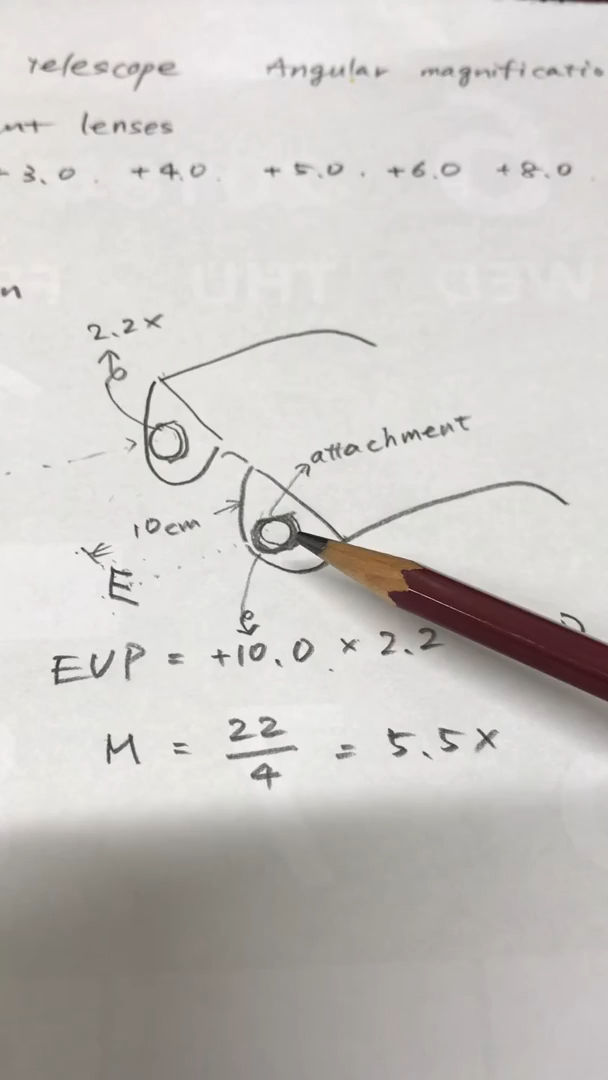 Telescope Angular magnificatio
lenses
3.0. +4.0. +5.0. +6.0 +8.0
2.2x
attachment
10cm
E
EVP = +10.0 x 2.2
M = 22/4 = 5.5x